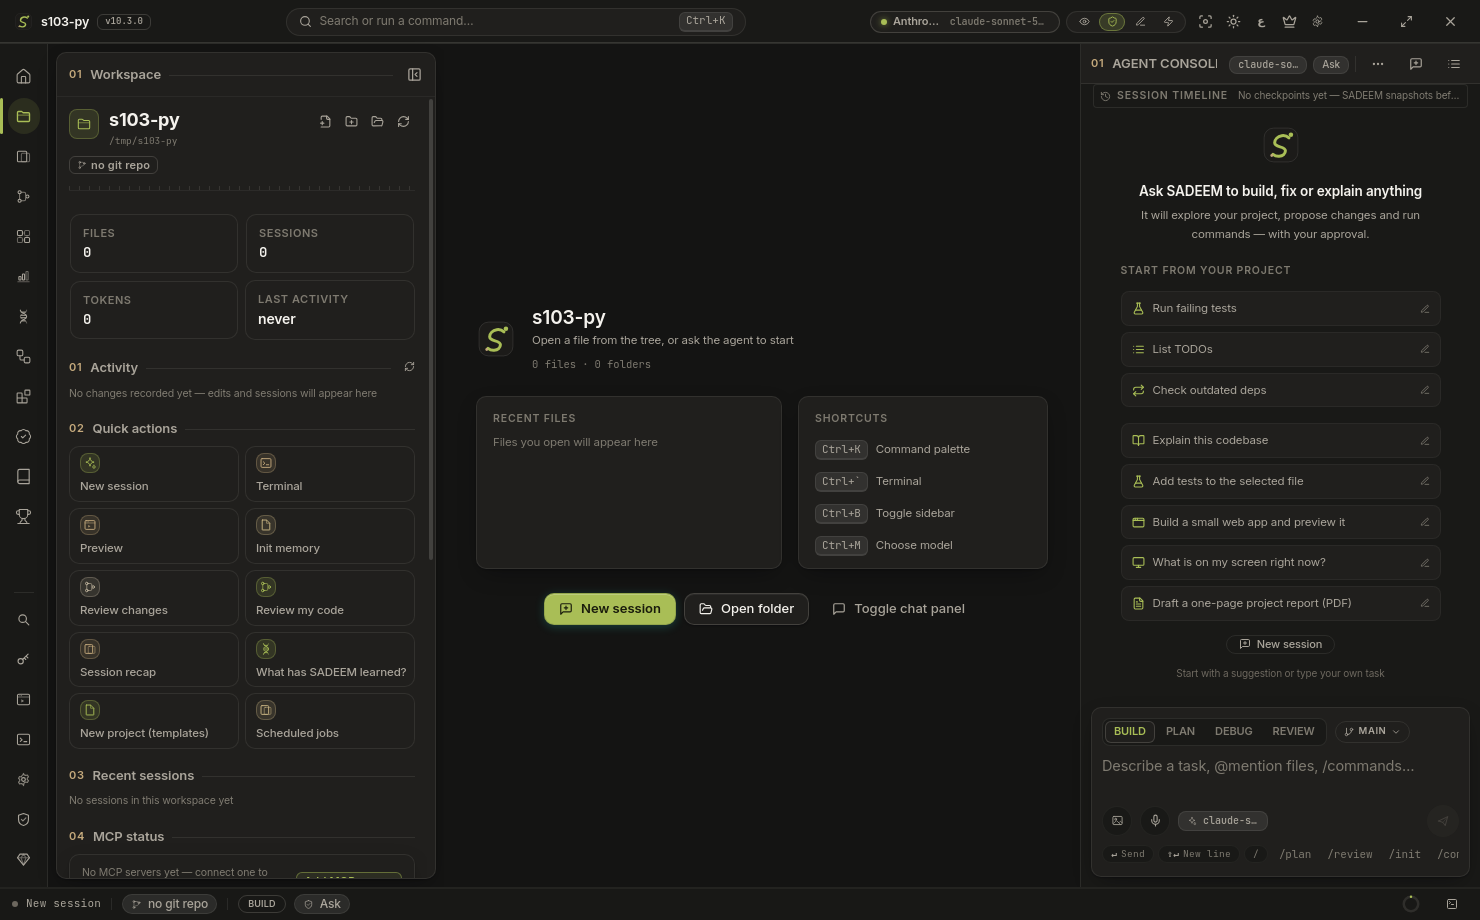 s103-py
v10.3.0
Search or run a command...
Ctrl+K
Anthro...
claude-sonnet-5...
ع
01 Workspace
s103-py
/tmp/s103-py
no git repo
FILES
0
SESSIONS
0
TOKENS
0
LAST ACTIVITY
never
01 Activity
No changes recorded yet — edits and sessions will appear here
02 Quick actions
New session
Terminal
Preview
Init memory
Review changes
Review my code
Session recap
What has SADEEM learned?
New project (templates)
Scheduled jobs
03 Recent sessions
No sessions in this workspace yet
04 MCP status
No MCP servers yet — connect one to
s103-py
Open a file from the tree, or ask the agent to start
0 files · 0 folders
RECENT FILES
Files you open will appear here
SHORTCUTS
Ctrl+K Command palette
Ctrl+` Terminal
Ctrl+B Toggle sidebar
Ctrl+M Choose model
New session
Open folder
Toggle chat panel
01 AGENT CONSOL
claude-so...
Ask
SESSION TIMELINE
No checkpoints yet — SADEEM snapshots bef...
Ask SADEEM to build, fix or explain anything
It will explore your project, propose changes and run
commands — with your approval.
START FROM YOUR PROJECT
Run failing tests
List TODOs
Check outdated deps
Explain this codebase
Add tests to the selected file
Build a small web app and preview it
What is on my screen right now?
Draft a one-page project report (PDF)
New session
Start with a suggestion or type your own task
BUILD
PLAN
DEBUG
REVIEW
MAIN
Describe a task, @mention files, /commands...
claude-s...
↵ Send
⇧↵ New line
/
/plan
/review
/init
/con
New session
no git repo
BUILD
Ask